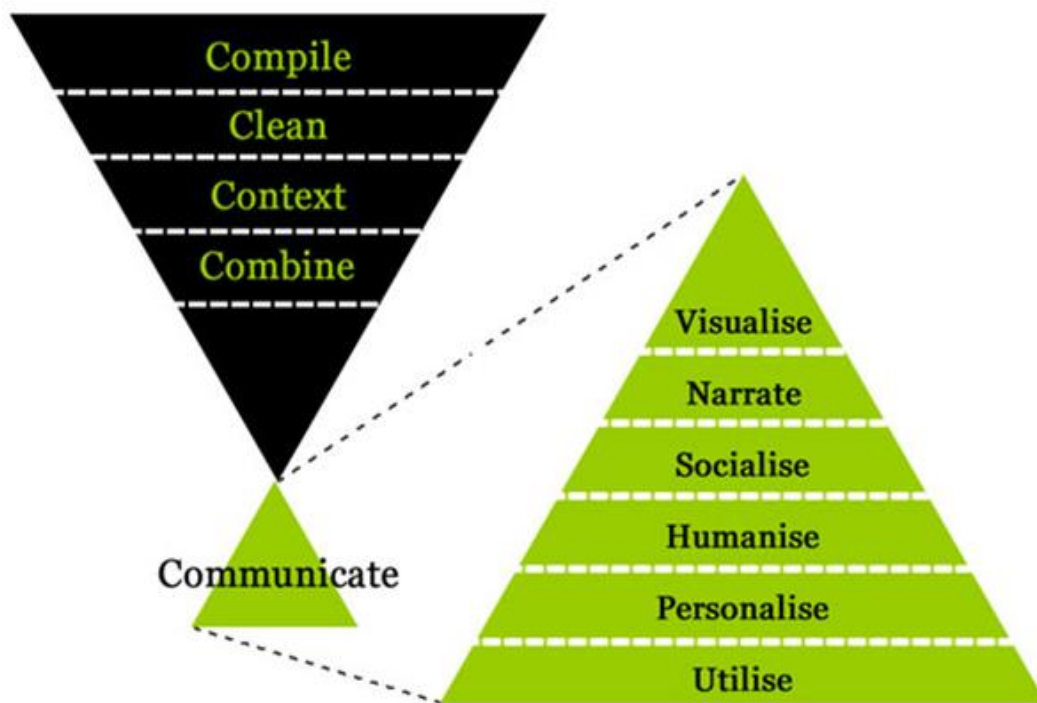 Compile
Clean
Context
Combine
Communicate
Visualise
Narrate
Socialise
Humanise
Personalise
Utilise